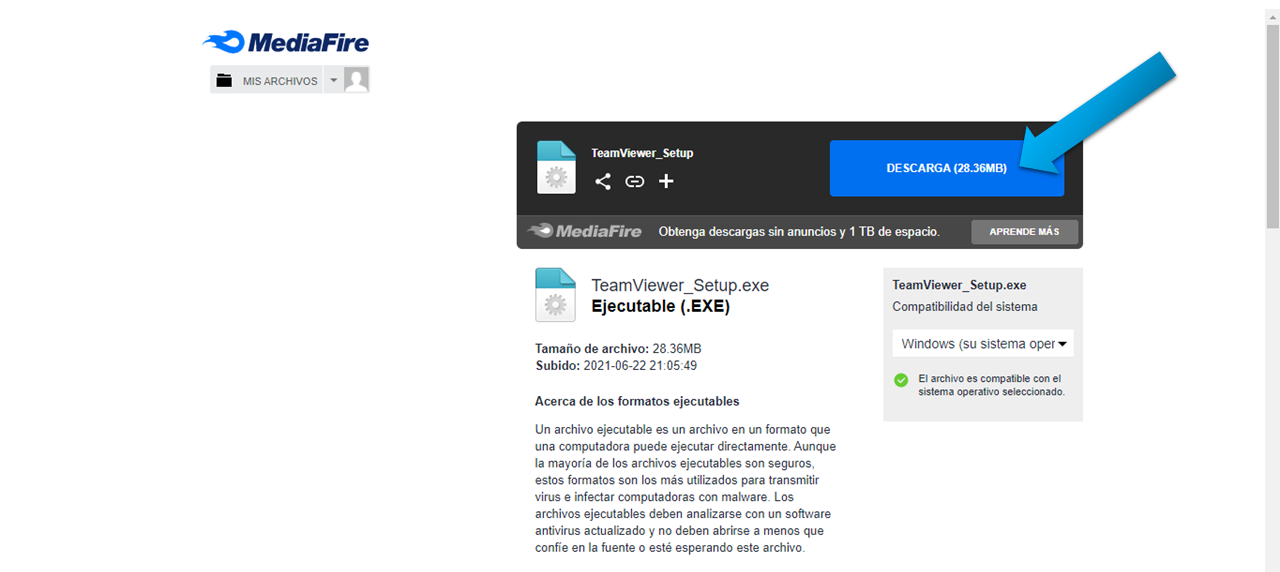 MediaFire
MIS ARCHIVOS
TeamViewer_Setup
DESCARGA (28.36MB)
MediaFire
Obtenga descargas sin anuncios y 1 TB de espacio.
APRENDE MÁS
TeamViewer_Setup.exe
Ejecutable (.EXE)
Tamaño de archivo: 28.36MB
Subido: 2021-06-22 21:05:49
Acerca de los formatos ejecutables
Un archivo ejecutable es un archivo en un formato que
una computadora puede ejecutar directamente. Aunque
la mayoría de los archivos ejecutables son seguros,
estos formatos son los más utilizados para transmitir
virus e infectar computadoras con malware. Los
archivos ejecutables deben analizarse con un software
antivirus actualizado y no deben abrirse a menos que
confíe en la fuente o esté esperando este archivo.
TeamViewer_Setup.exe
Compatibilidad del sistema
Windows (su sistema oper
El archivo es compatible con el
sistema operativo seleccionado.